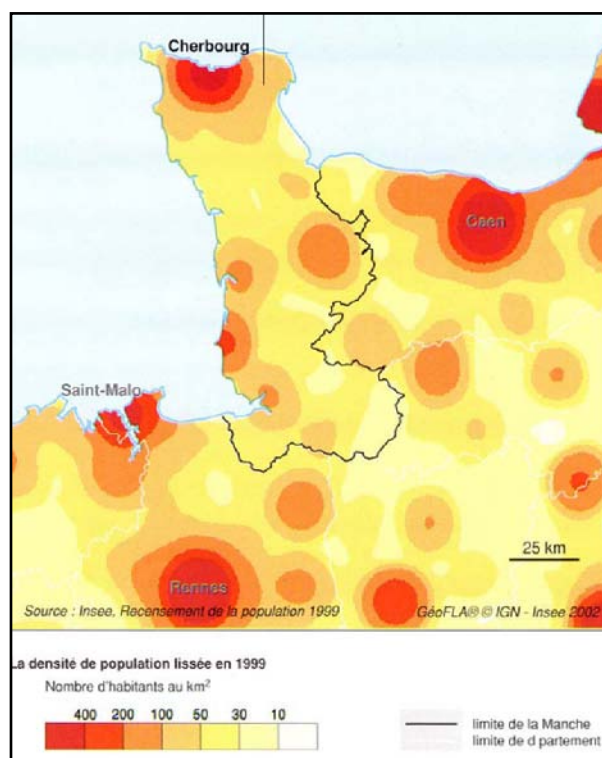 Cherbourg
Caen
Saint-Malo
25 km
Rennes
Source : Insee, Recensement de la population 1999
GéoFLA® © IGN - Insee 2002
La densité de population lissée en 1999
Nombre d'habitants au km²
400 200 100 50 30 10
limite de la Manche
limite de d partement